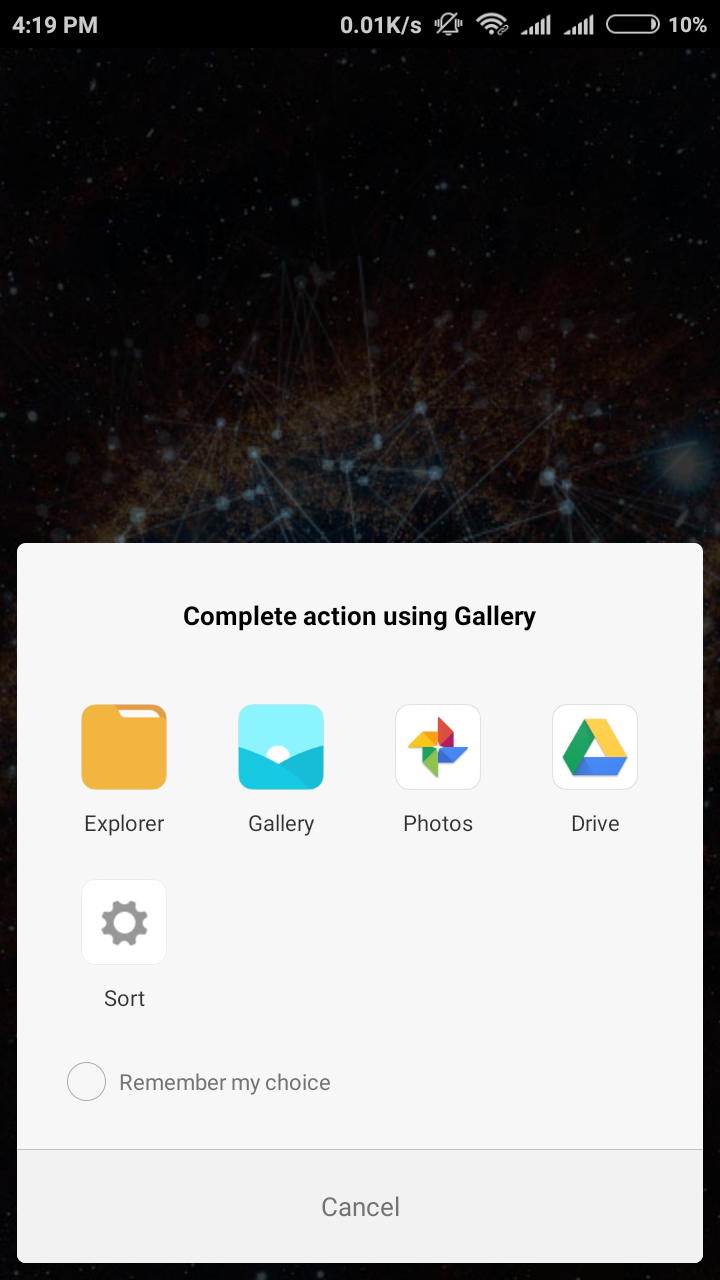 4:19 PM 0.01K/s 10%
Complete action using Gallery
Explorer Gallery Photos Drive
Sort
Remember my choice
Cancel